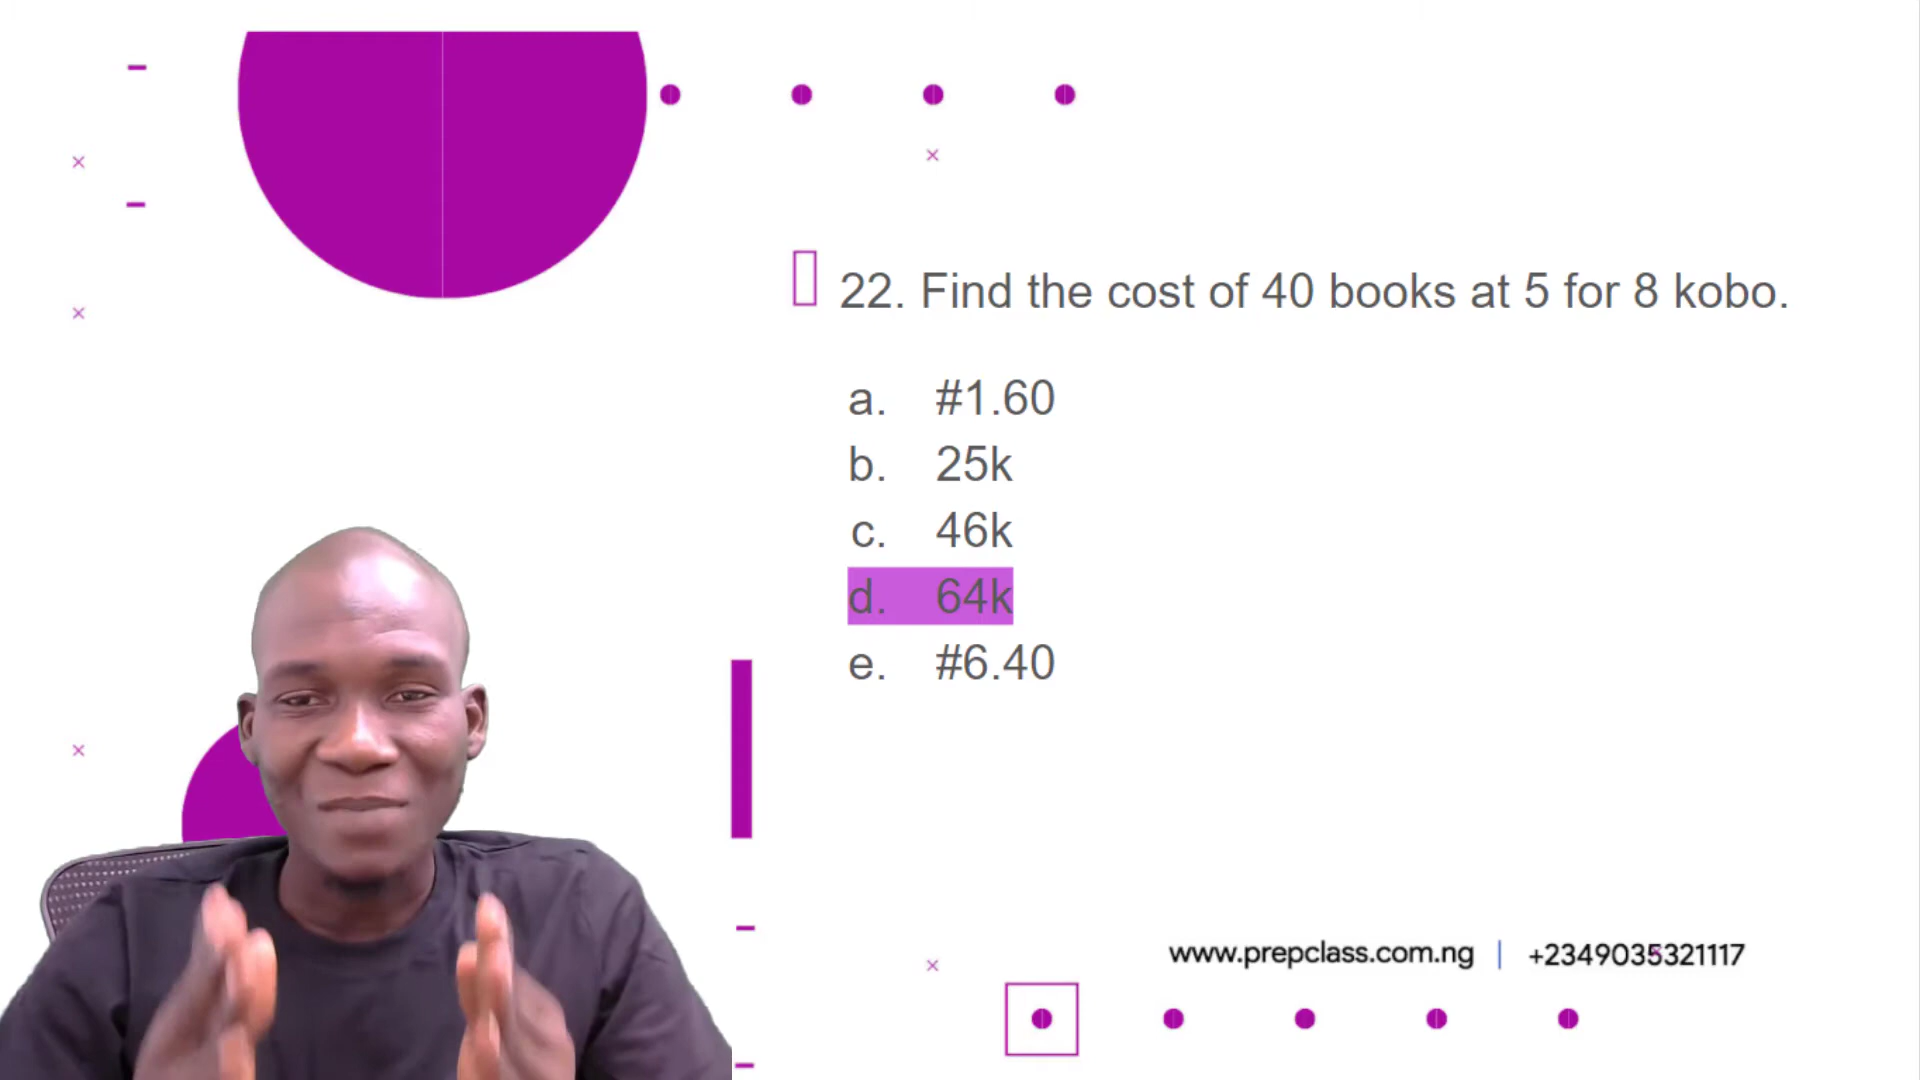 22. Find the cost of 40 books at 5 for 8 kobo.
a. #1.60
b. 25k
c. 46k
d. 64k
e. #6.40
www.prepclass.com.ng | +2349035321117